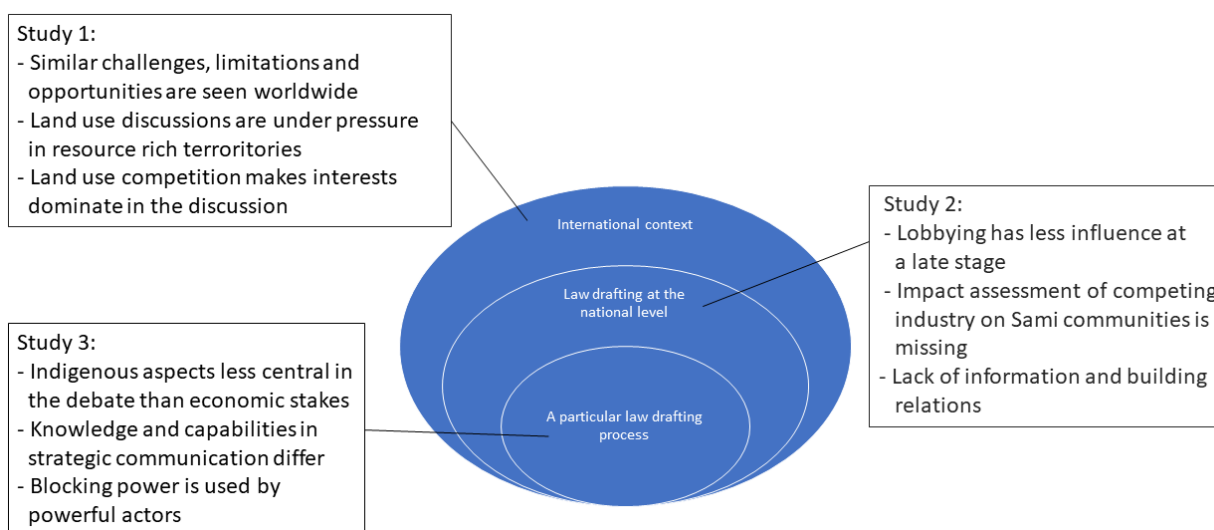 Study 1:
- Similar challenges, limitations and
opportunities are seen worldwide
- Land use discussions are under pressure
in resource rich terroritories
- Land use competition makes interests
dominate in the discussion
International context
Study 2:
- Lobbying has less influence at
a late stage
- Impact assessment of competing
industry on Sami communities is
missing
- Lack of information and building
relations
Law drafting at the
national level
Study 3:
- Indigenous aspects less central in
the debate than economic stakes
- Knowledge and capabilities in
strategic communication differ
- Blocking power is used by
powerful actors
A particular law drafting
process